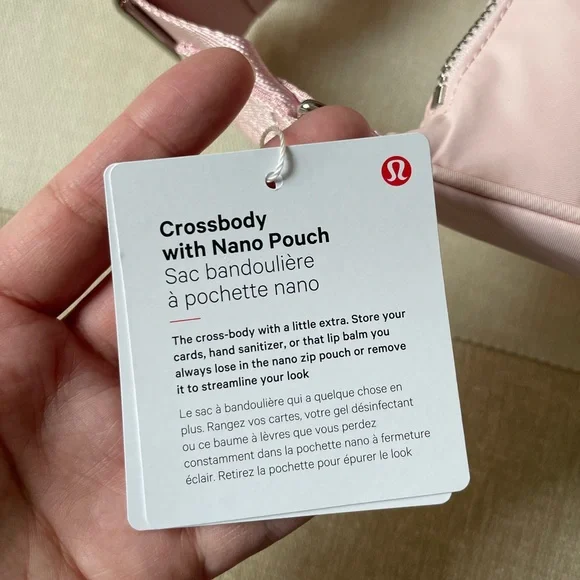 Crossbody
with Nano Pouch
Sac bandoulière
à pochette nano
The cross-body with a little extra. Store your
cards, hand sanitizer, or that lip balm you
always lose in the nano zip pouch or remove
it to streamline your look
Le sac à bandoulière qui a quelque chose en
plus. Rangez vos cartes, votre gel désinfectant
ou ce baume à lèvres que vous perdez
constamment dans la pochette nano à fermeture
éclair. Retirez la pochette pour épurer le look